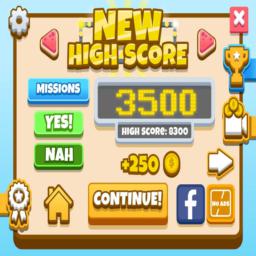 NEW
HIGH SCORE
MISSIONS
3500
YES!
HIGH SCORE: 8300
NAH
+250
CONTINUE!
f
NO ADS